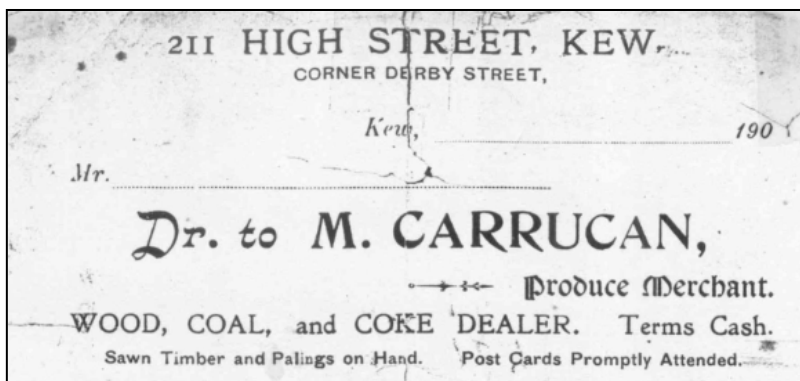 211 HIGH STREET, KEW,
CORNER DERBY STREET,
Kew, 190
Mr.
Dr. to M. CARRUCAN,
Produce Merchant.
WOOD, COAL, and COKE DEALER. Terms Cash.
Sawn Timber and Palings on Hand. Post Cards Promptly Attended.